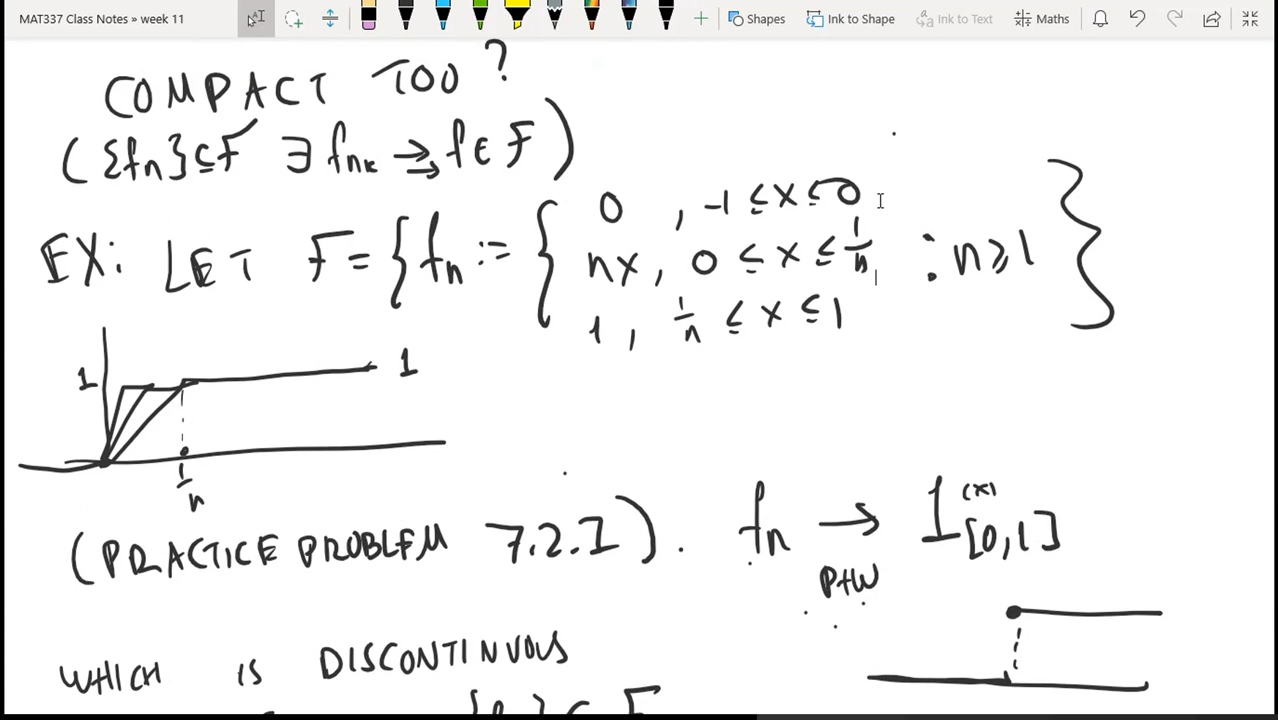 MAT337 Class Notes » week 11
Shapes Ink to Shape Ink to Text Maths
COMPACT TOO?
({fn}⊆F ∃ fnk ⇉ f∈F)
EX: LET F = {fn := { 0, -1 ≤ x ≤ 0
nx, 0 ≤ x ≤ 1/n : n ≥ 1}
1, 1/n ≤ x ≤ 1
1 1
1/n
(PRACTICE PROBLEM 7.2.I). fn → 1[0,1](x)
PtW
WHICH IS DISCONTINUOUS